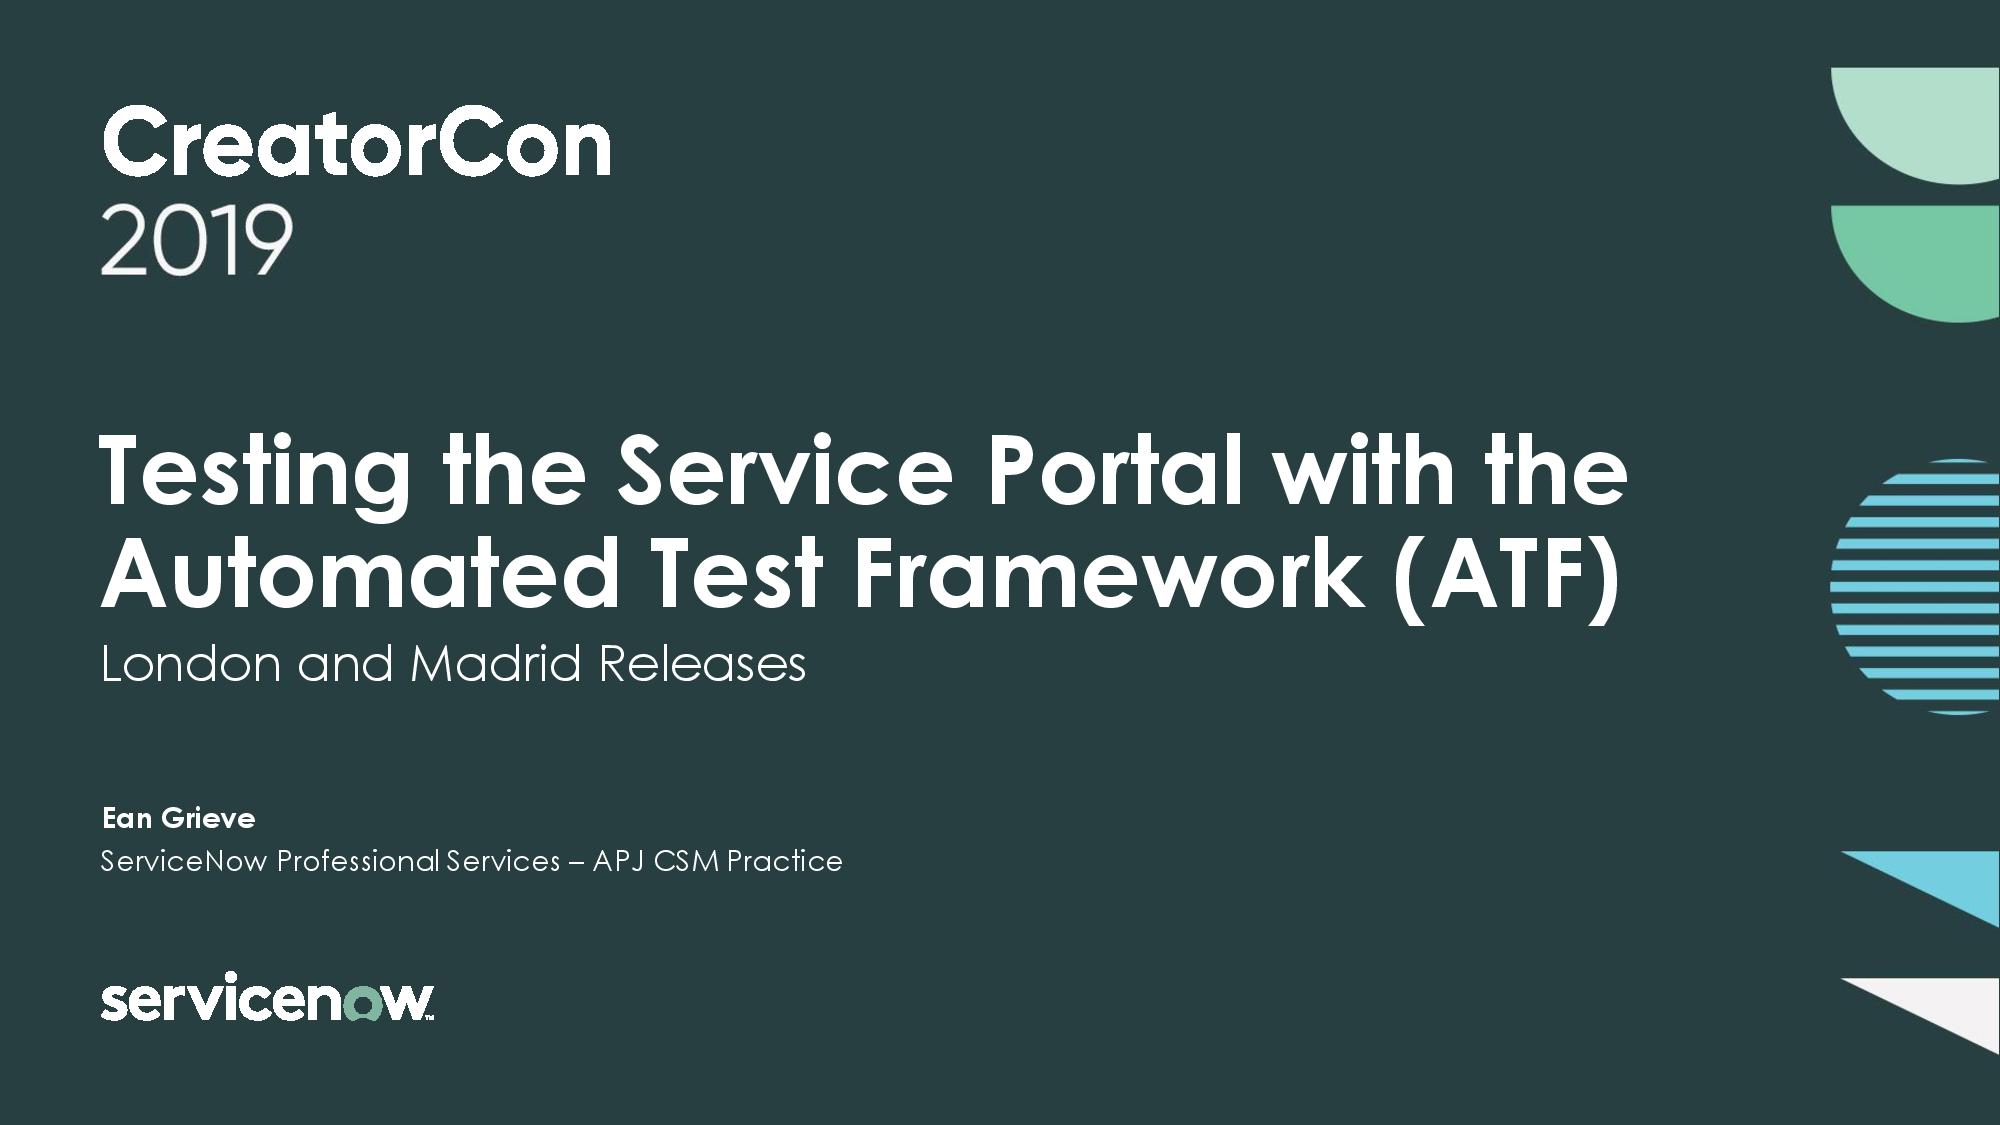 CreatorCon
2019
Testing the Service Portal with the
Automated Test Framework (ATF)
London and Madrid Releases
Ean Grieve
ServiceNow Professional Services – APJ CSM Practice
servicenow™